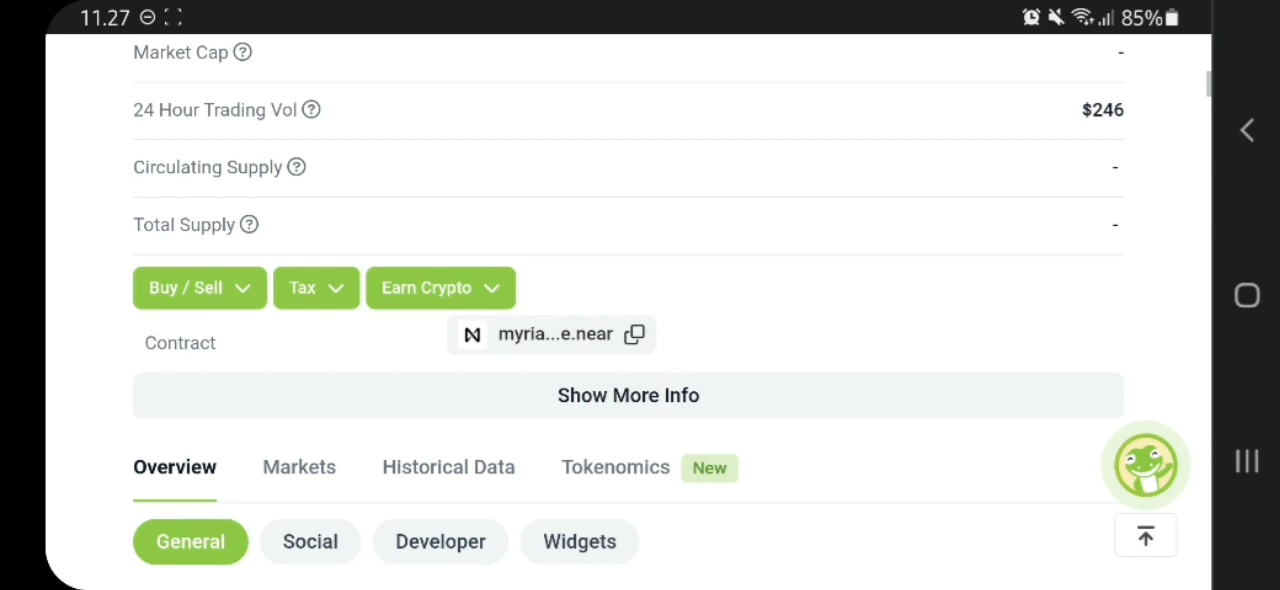 11.27 85%
Market Cap -
24 Hour Trading Vol $246
Circulating Supply -
Total Supply -
Buy / Sell Tax Earn Crypto
Contract myria...e.near
Show More Info
Overview Markets Historical Data Tokenomics New
General Social Developer Widgets